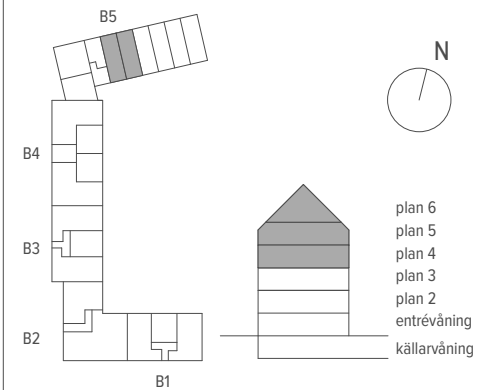 B5
N
B4
B3
B2
B1
plan 6
plan 5
plan 4
plan 3
plan 2
entrévåning
källarvåning